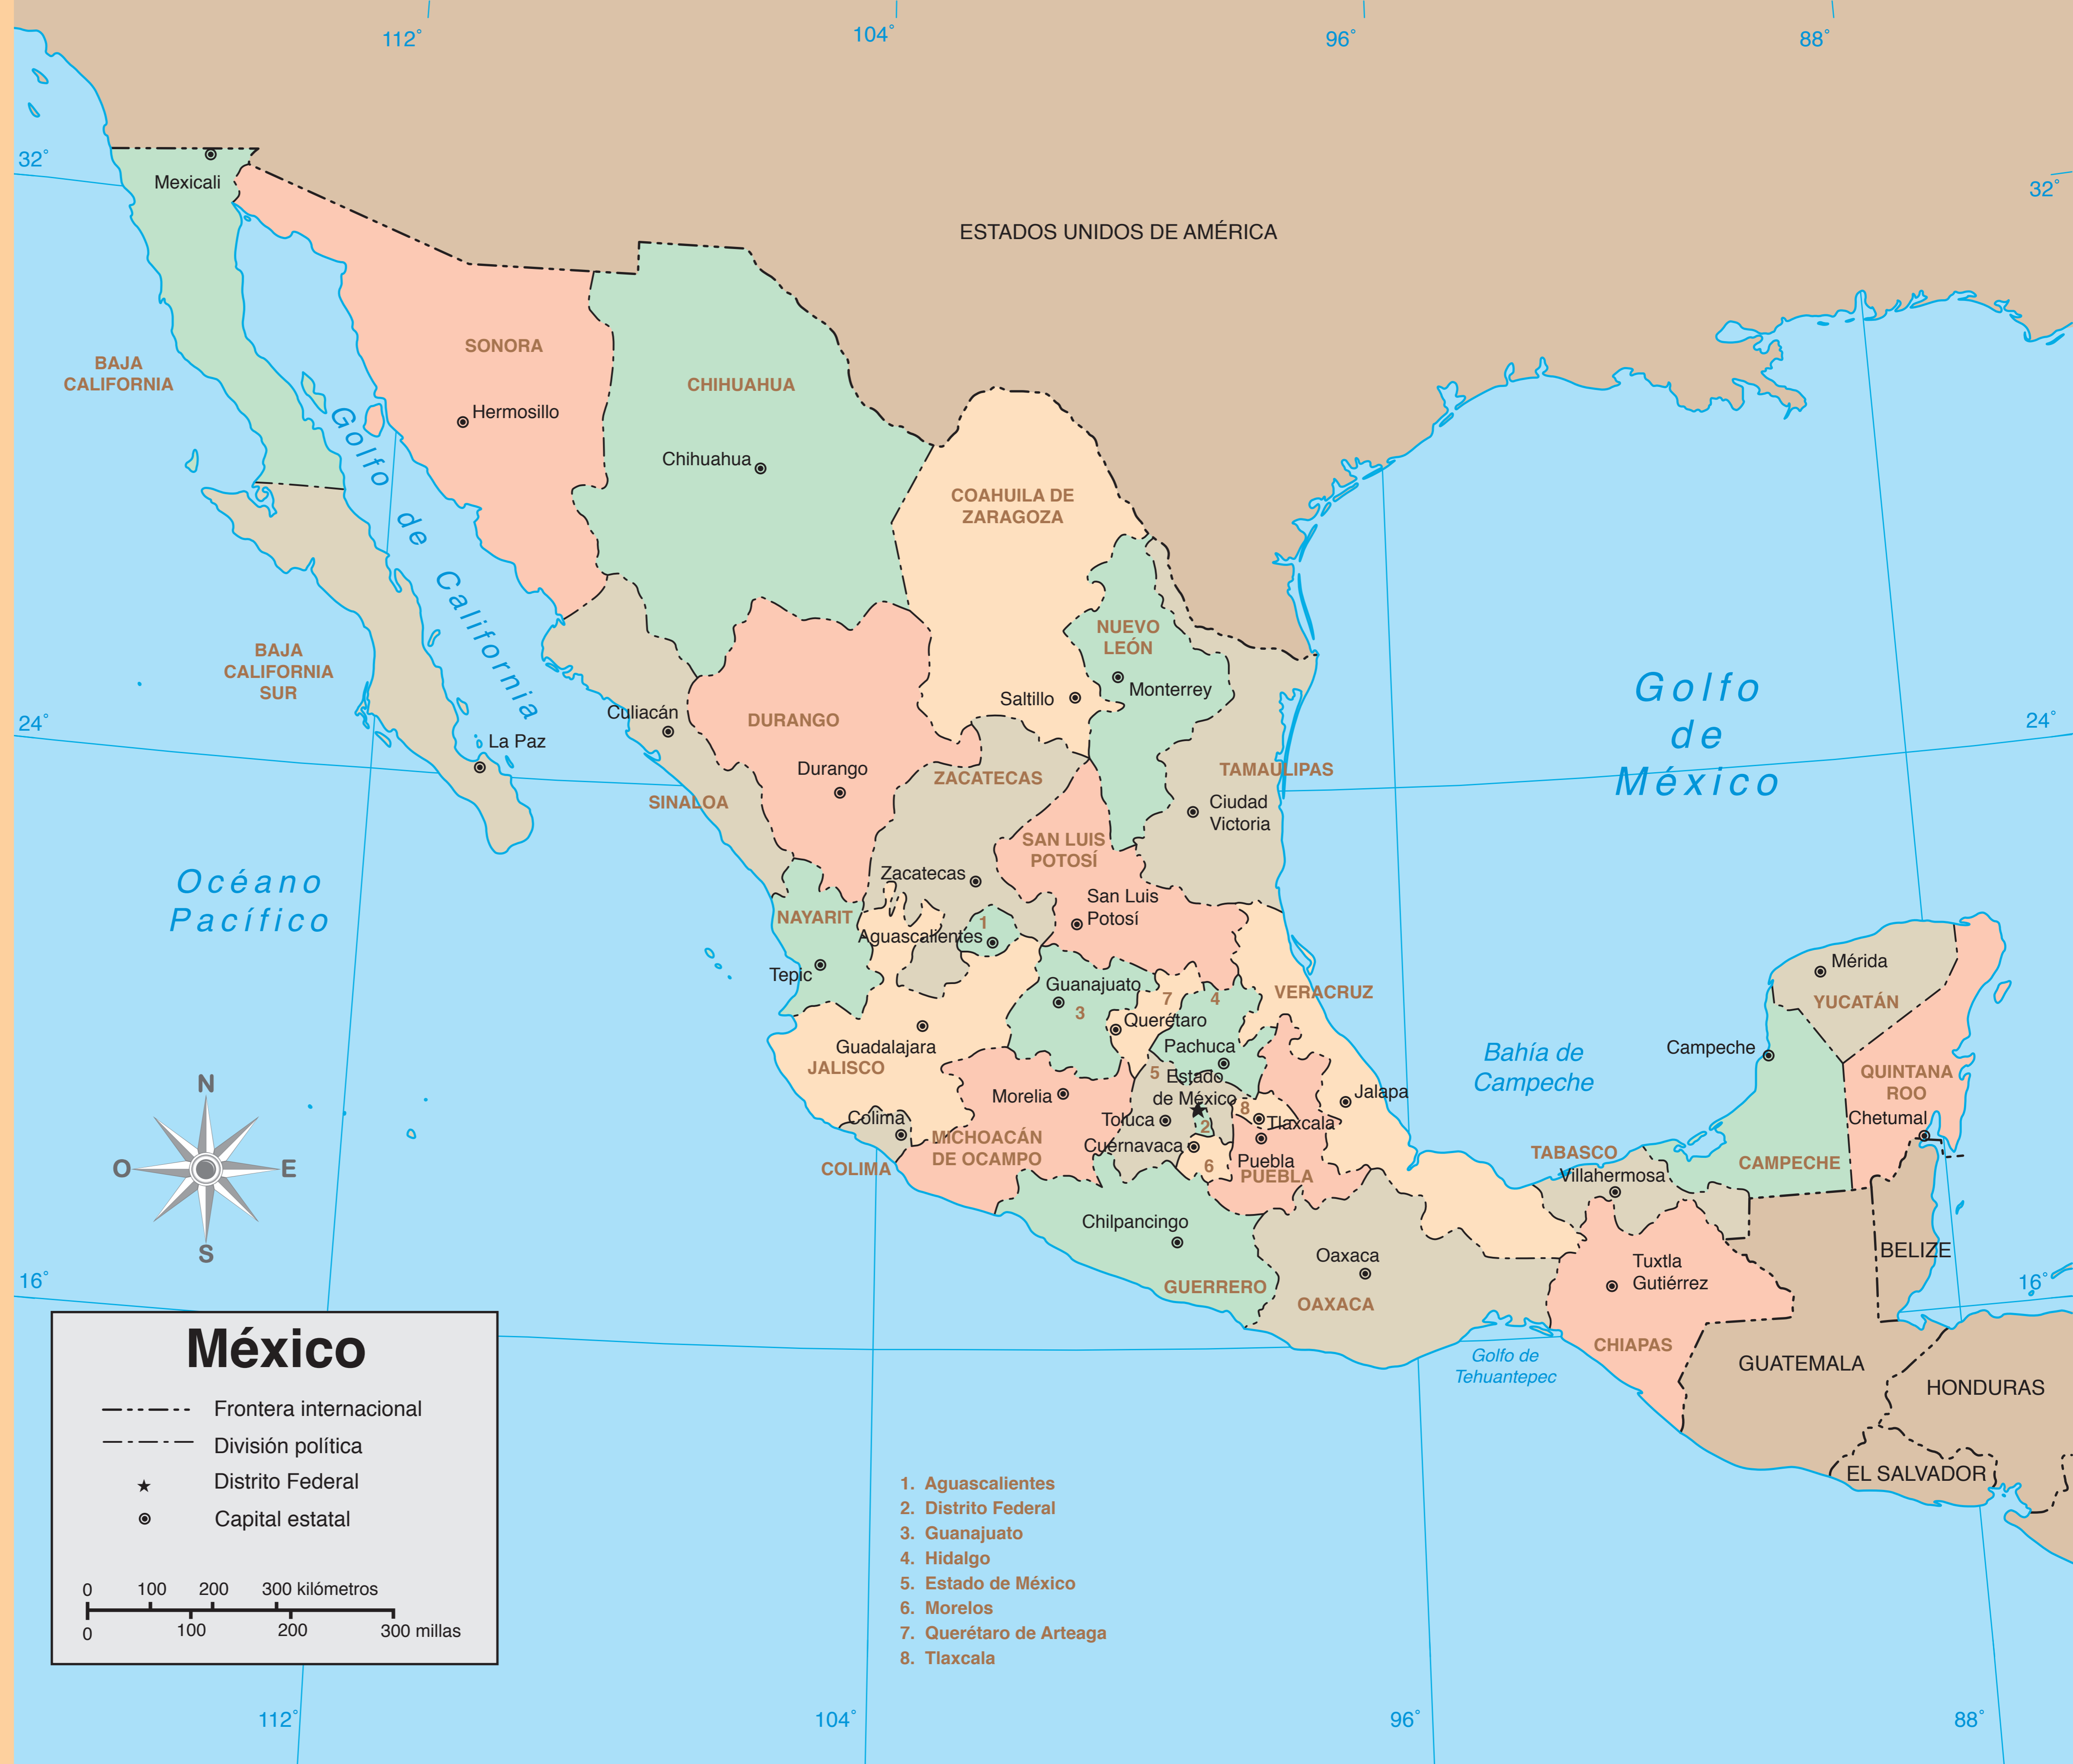 112°
104°
96°
88°
32°
Mexicali
32°
ESTADOS UNIDOS DE AMÉRICA
SONORA
BAJA
CALIFORNIA
CHIHUAHUA
Hermosillo
Golfo
de
California
Chihuahua
COAHUILA DE
ZARAGOZA
NUEVO
LEÓN
BAJA
CALIFORNIA
SUR
Saltillo
Monterrey
Golfo
de
México
Culiacán
DURANGO
24°
24°
La Paz
Durango
ZACATECAS
TAMAULIPAS
SINALOA
Ciudad
Victoria
SAN LUIS
POTOSÍ
Océano
Pacífico
Zacatecas
San Luis
Potosí
NAYARIT
1
Aguascalientes
Tepic
Guanajuato
3
7
4
VERACRUZ
Mérida
YUCATÁN
Querétaro
Guadalajara
JALISCO
Pachuca
Campeche
Bahía de
Campeche
5
Estado
de México
QUINTANA
ROO
Morelia
Jalapa
8
Colima
Toluca
2
Tlaxcala
Chetumal
MICHOACÁN
DE OCAMPO
Cuernavaca
6
Puebla
PUEBLA
COLIMA
TABASCO
Villahermosa
CAMPECHE
N
O
E
S
Chilpancingo
Oaxaca
BELIZE
Tuxtla
Gutiérrez
GUERRERO
OAXACA
16°
16°
CHIAPAS
Golfo de
Tehuantepec
GUATEMALA
HONDURAS
EL SALVADOR
México
Frontera internacional
División política
Distrito Federal
Capital estatal
0 100 200 300 kilómetros
0 100 200 300 millas
1. Aguascalientes
2. Distrito Federal
3. Guanajuato
4. Hidalgo
5. Estado de México
6. Morelos
7. Querétaro de Arteaga
8. Tlaxcala
112°
104°
96°
88°